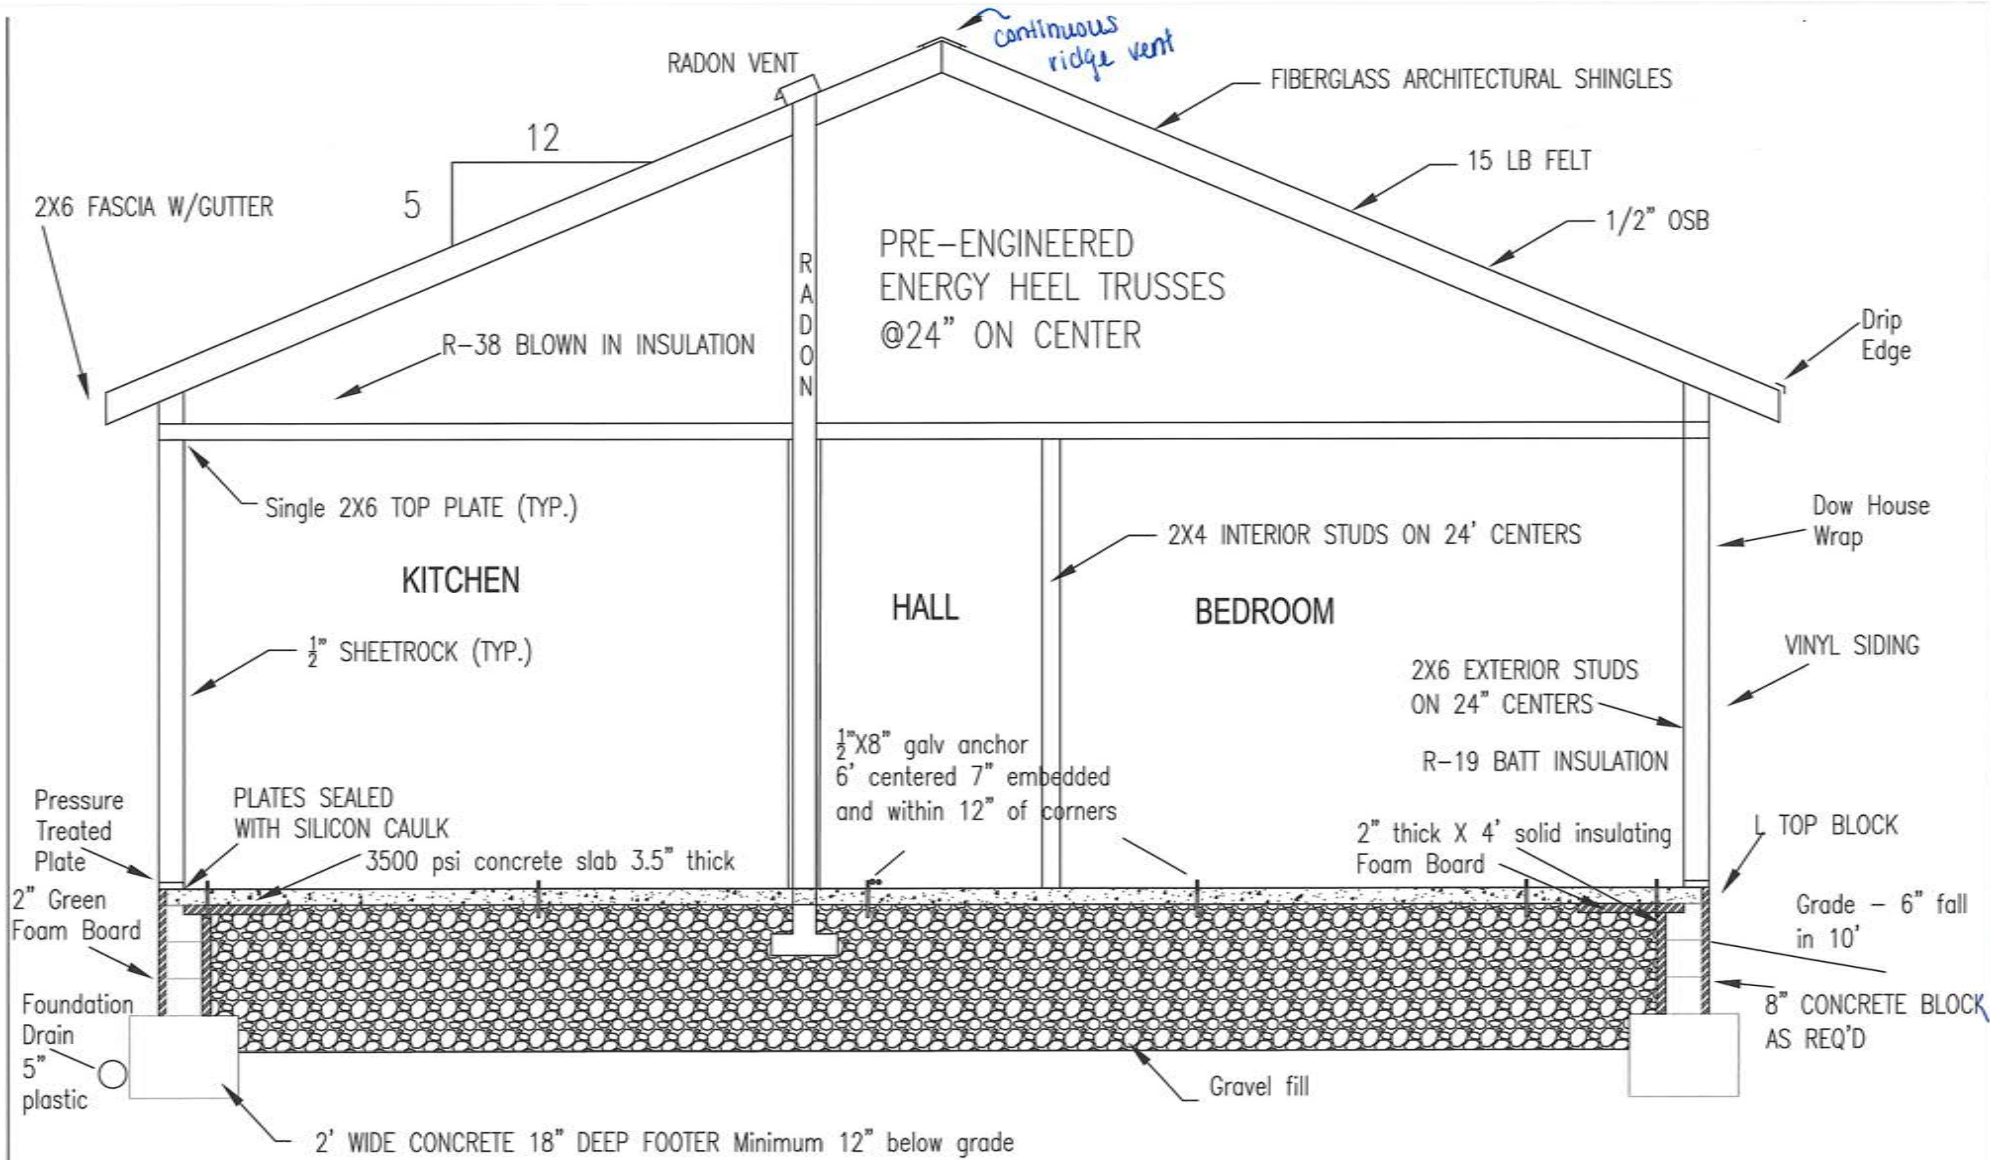 continuous
ridge vent
RADON VENT
FIBERGLASS ARCHITECTURAL SHINGLES
12
15 LB FELT
5
2X6 FASCIA W/GUTTER
1/2" OSB
PRE-ENGINEERED
ENERGY HEEL TRUSSES
@24" ON CENTER
RADON
Drip
Edge
R-38 BLOWN IN INSULATION
Single 2X6 TOP PLATE (TYP.)
Dow House
Wrap
2X4 INTERIOR STUDS ON 24' CENTERS
KITCHEN
HALL
BEDROOM
½" SHEETROCK (TYP.)
VINYL SIDING
2X6 EXTERIOR STUDS
ON 24" CENTERS
R-19 BATT INSULATION
½"X8" galv anchor
6' centered 7" embedded
and within 12" of corners
Pressure
Treated
Plate
PLATES SEALED
WITH SILICON CAULK
3500 psi concrete slab 3.5" thick
2" thick X 4' solid insulating
Foam Board
L TOP BLOCK
2" Green
Foam Board
Grade - 6" fall
in 10'
Foundation
Drain
5"
plastic
8" CONCRETE BLOCK
AS REQ'D
Gravel fill
2' WIDE CONCRETE 18" DEEP FOOTER Minimum 12" below grade